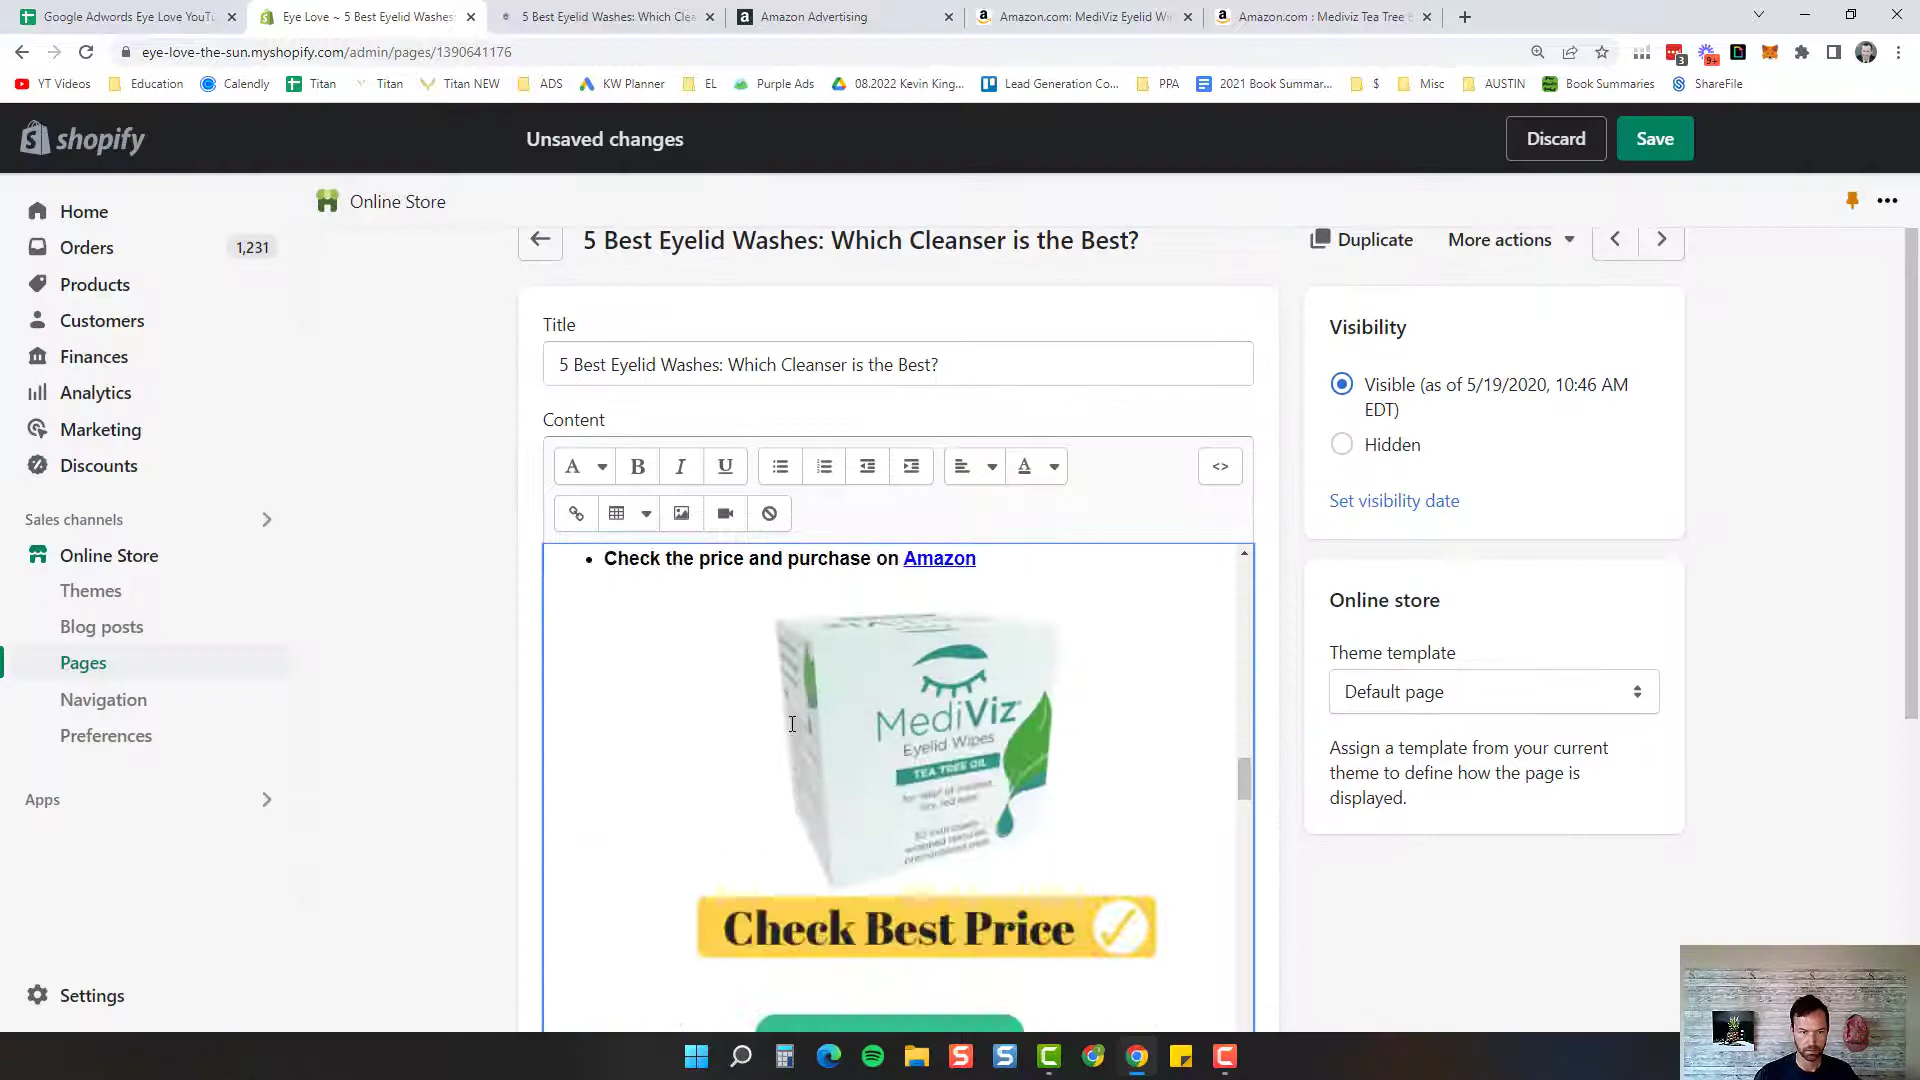 Google Adwords Eye Love YouTu
Eye Love ~ 5 Best Eyelid Washes:
5 Best Eyelid Washes: Which Clea
Amazon Advertising
Amazon.com: MediViz Eyelid Wi
Amazon.com : Mediviz Tea Tree
eye-love-the-sun.myshopify.com/admin/pages/1390641176
3
9+
YT Videos
Education
Calendly
Titan
Titan
Titan NEW
ADS
KW Planner
EL
Purple Ads
08.2022 Kevin King...
Lead Generation Co...
PPA
2021 Book Summar...
$
Misc
AUSTIN
Book Summaries
ShareFile
shopify
Unsaved changes
Discard
Save
Home
Orders
1,231
Products
Customers
Finances
Analytics
Marketing
Discounts
Sales channels
Online Store
Themes
Blog posts
Pages
Navigation
Preferences
Apps
Settings
Online Store
5 Best Eyelid Washes: Which Cleanser is the Best?
Duplicate
More actions
Title
5 Best Eyelid Washes: Which Cleanser is the Best?
Content
A
B
I
U
A
<>
Check the price and purchase on Amazon
MediViz
Eyelid Wipes
TEA TREE OIL
Check Best Price
Visibility
Visible (as of 5/19/2020, 10:46 AM
EDT)
Hidden
Set visibility date
Online store
Theme template
Default page
Assign a template from your current
theme to define how the page is
displayed.